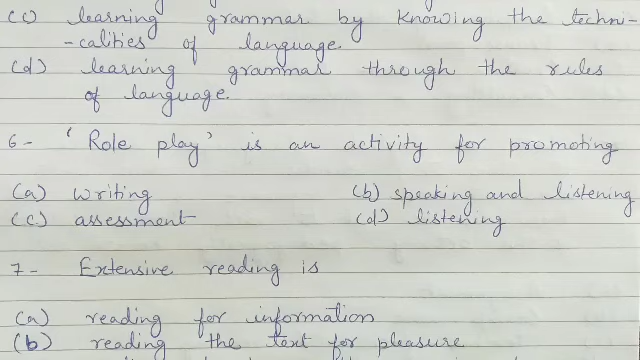 (c) learning grammar by knowing the techni-
-calities of language
(d) learning grammar through the rules
of language.
6- 'Role play' is an activity for promoting
(a) writing (b) speaking and listening
(c) assessment (d) listening
7- Extensive reading is
(a) reading for information
(b) reading the text for pleasure